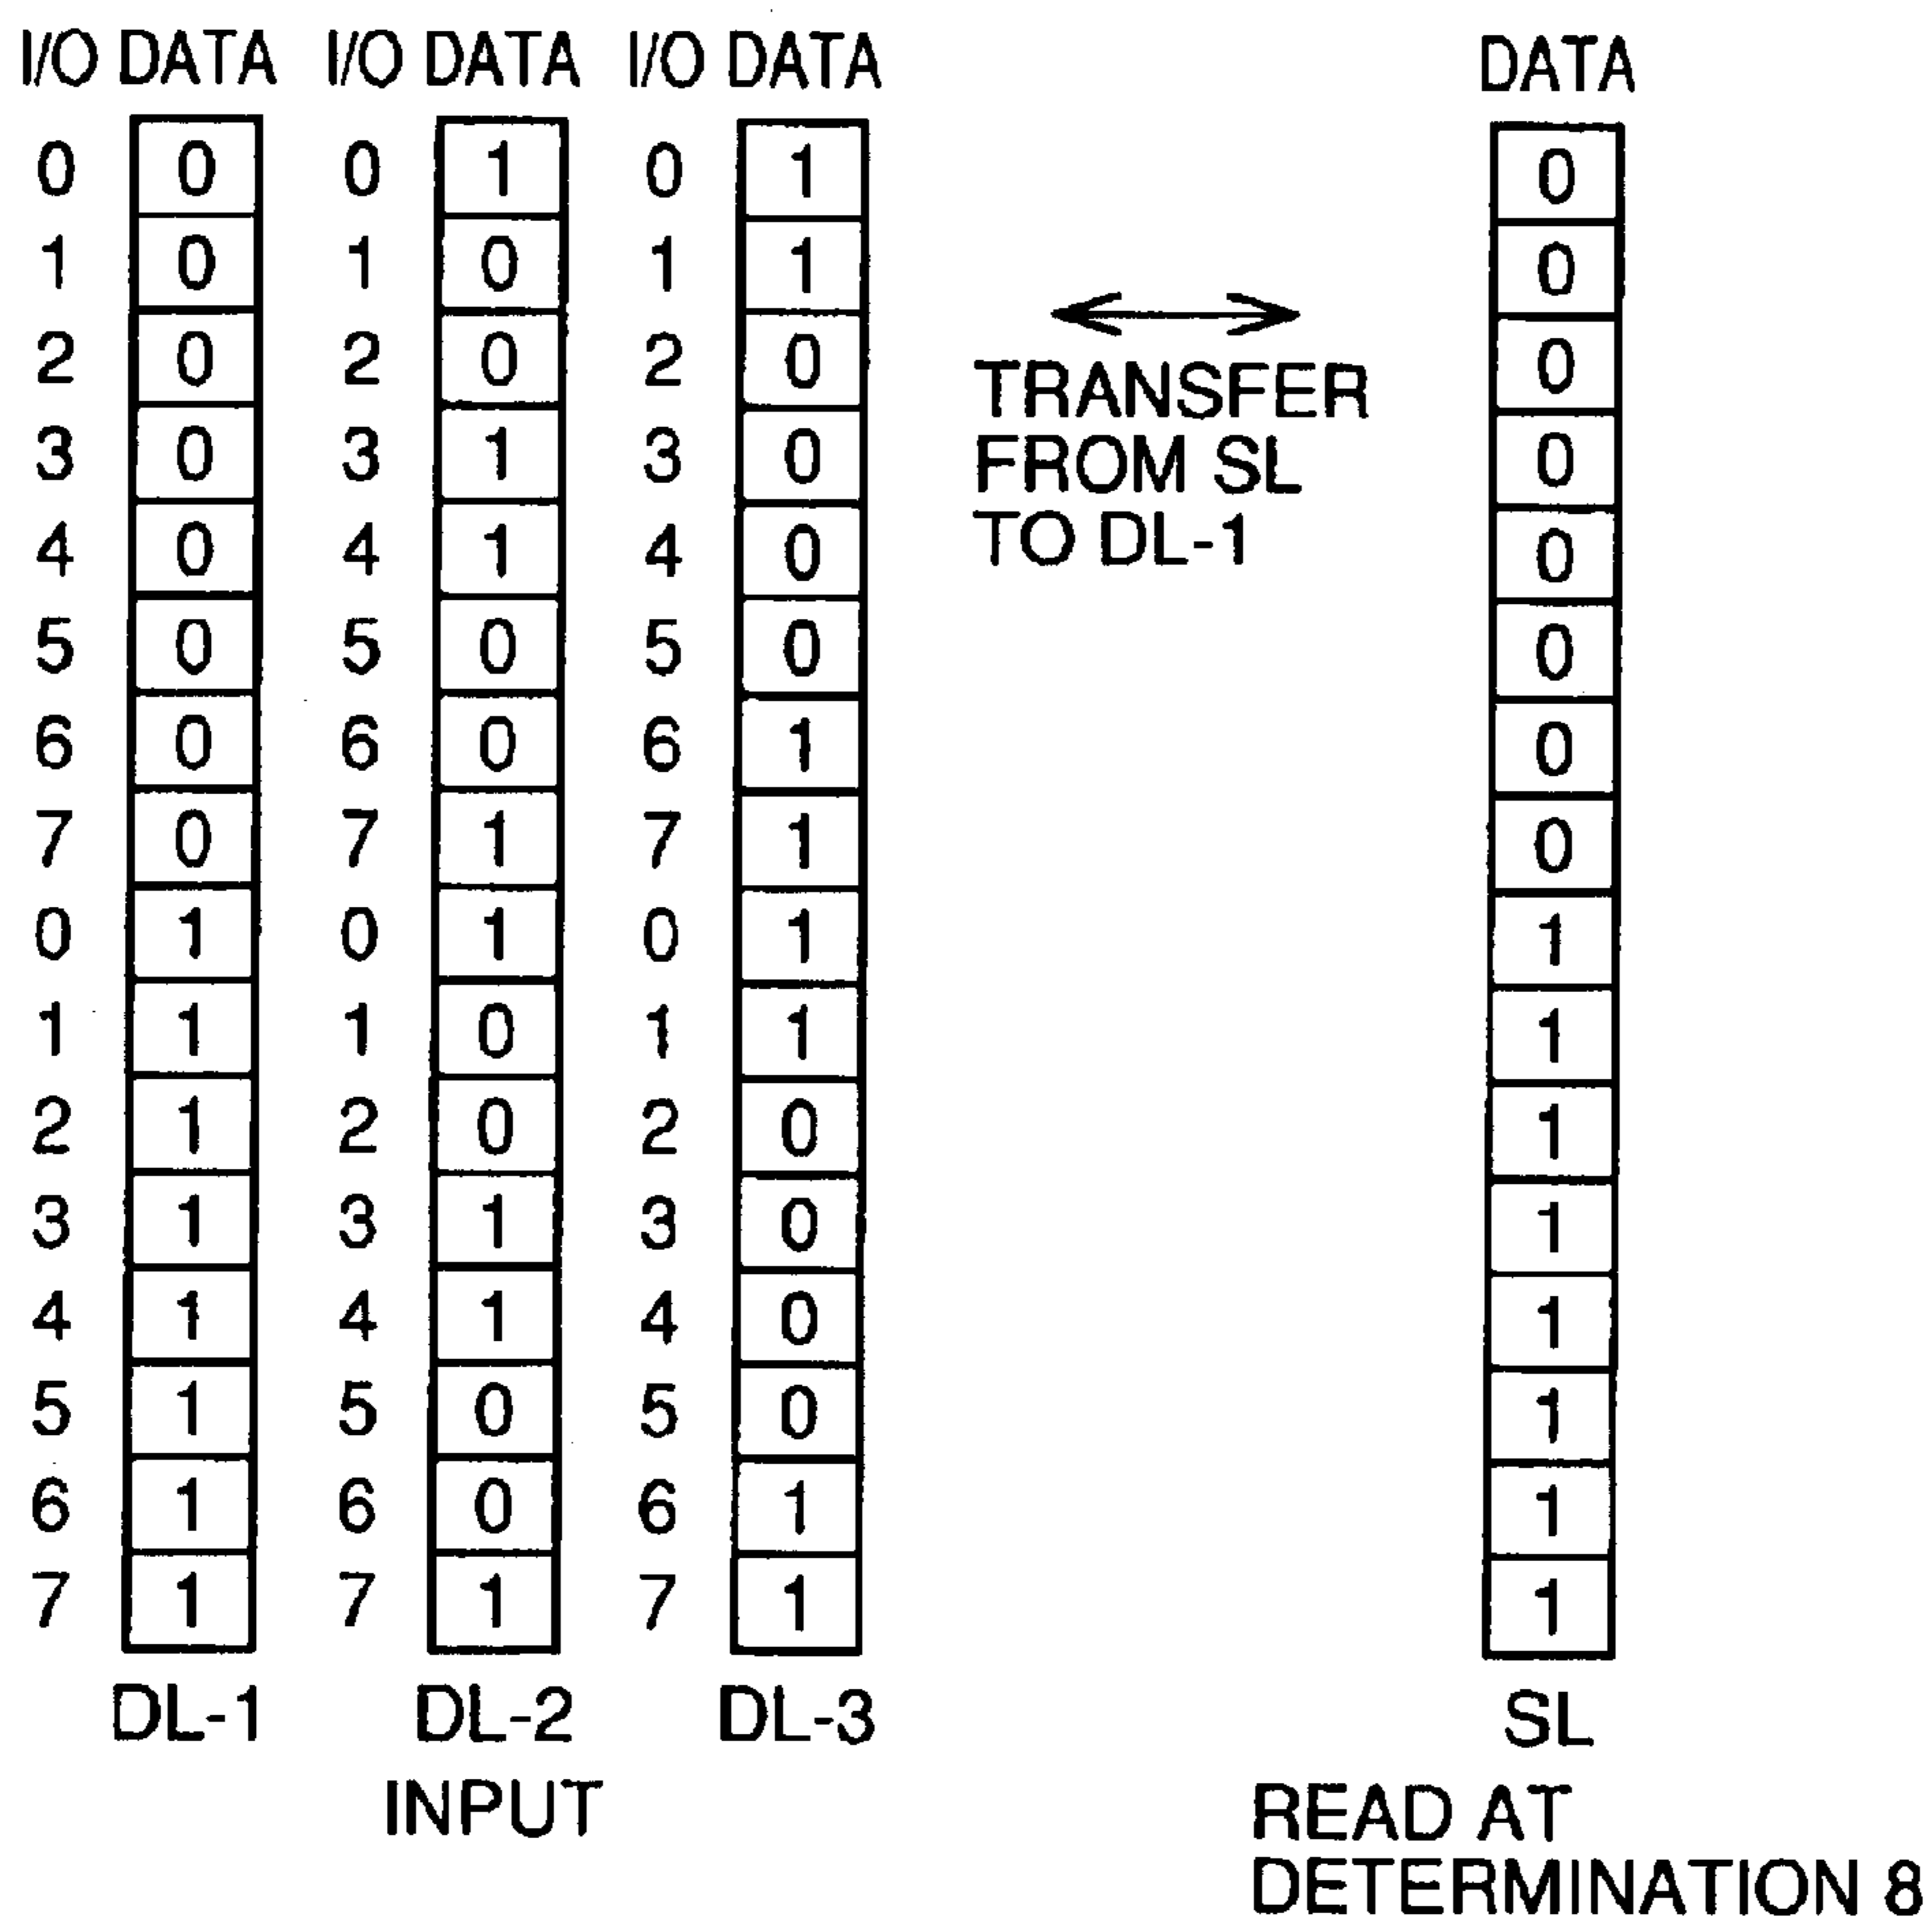 I/O DATA I/O DATA I/O DATA DATA
0 0 0 1 0 1 0
1 0 1 0 1 1 0
2 0 2 0 2 0 0
3 0 3 1 3 0 0
4 0 4 1 4 0 0
5 0 5 0 5 0 0
6 0 6 0 6 1 0
7 0 7 1 7 1 0
0 1 0 1 0 1 1
1 1 1 0 1 1 1
2 1 2 0 2 0 1
3 1 3 1 3 0 1
4 1 4 1 4 0 1
5 1 5 0 5 0 1
6 1 6 0 6 1 1
7 1 7 1 7 1 1
TRANSFER
FROM SL
TO DL-1
DL-1 DL-2 DL-3 SL
INPUT
READ AT
DETERMINATION 8